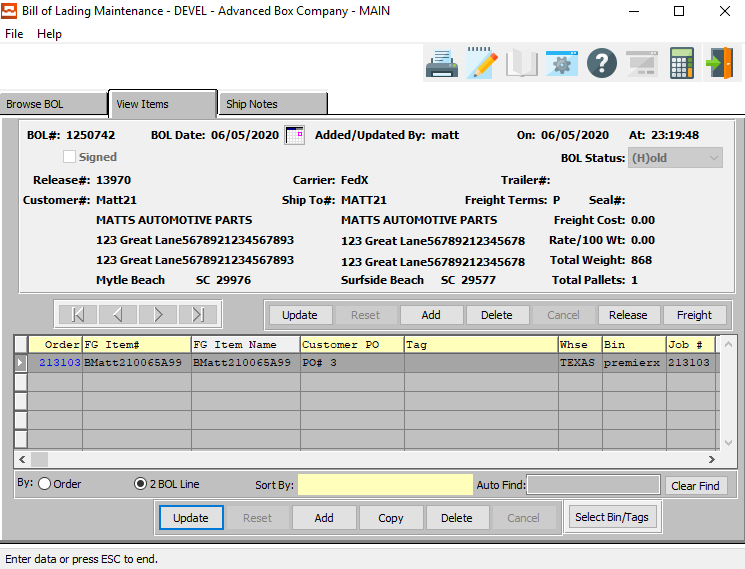 Bill of Lading Maintenance - DEVEL - Advanced Box Company - MAIN
File Help
Browse BOL View Items Ship Notes
BOL#: 1250742 BOL Date: 06/05/2020 Added/Updated By: matt On: 06/05/2020 At: 23:19:48
Signed BOL Status: (H)old
Release#: 13970 Carrier: FedX Trailer#:
Customer#: Matt21 Ship To#: MATT21 Freight Terms: P Seal#:
MATTS AUTOMOTIVE PARTS MATTS AUTOMOTIVE PARTS Freight Cost: 0.00
123 Great Lane56789212345678​93 123 Great Lane56789212345678 Rate/100 Wt: 0.00
123 Great Lane5678921234567893 123 Great Lane56789212345678 Total Weight: 868
Mytle Beach SC 29976 Surfside Beach SC 29577 Total Pallets: 1
Update Reset Add Delete Cancel Release Freight
Order FG Item# FG Item Name Customer PO Tag Whse Bin Job #
213103 BMatt210065A99 BMatt210065A99 PO# 3 TEXAS premierx 213103
By: Order 2 BOL Line Sort By: Auto Find: Clear Find
Update Reset Add Copy Delete Cancel Select Bin/Tags
Enter data or press ESC to end.